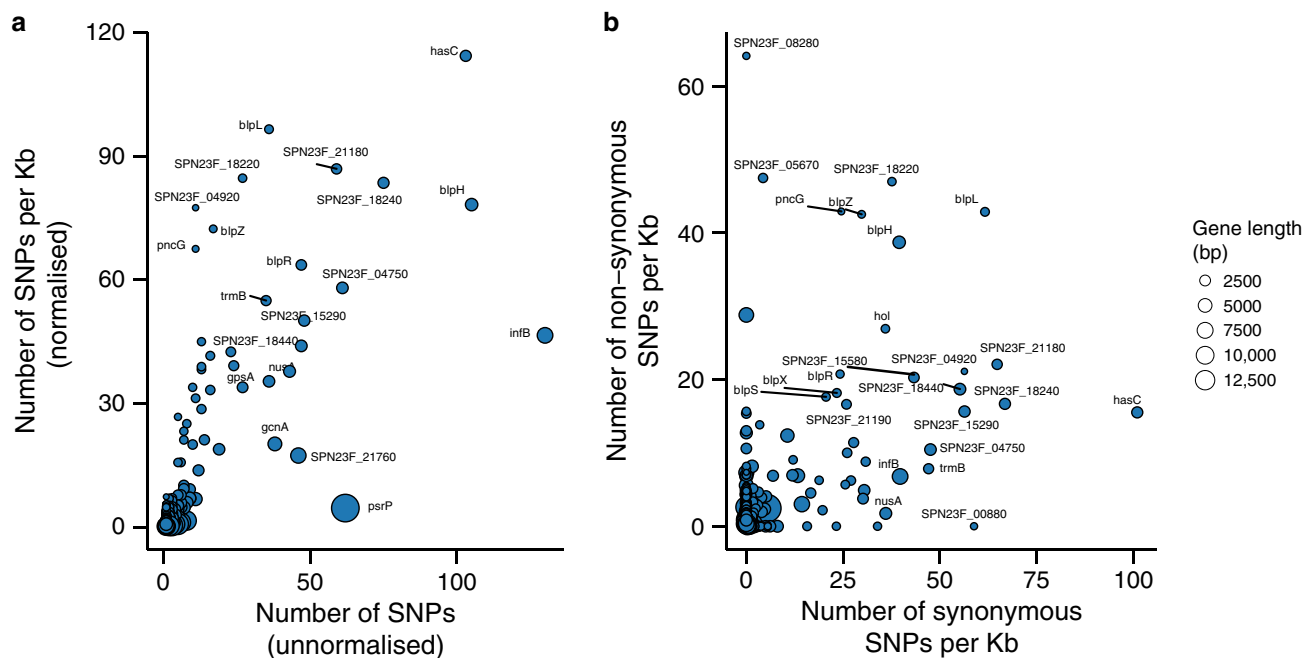 a
120
90
60
30
0
0
50
100
Number of SNPs per Kb
(normalised)
Number of SNPs
(unnormalised)
hasC
blpL
SPN23F_21180
SPN23F_18220
SPN23F_18240
blpH
SPN23F_04920
blpZ
pncG
blpR
SPN23F_04750
trmB
SPN23F_15290
infB
SPN23F_18440
nusA
gpsA
gcnA
SPN23F_21760
psrP
b
60
40
20
0
0
25
50
75
100
Number of non−synonymous
SNPs per Kb
Number of synonymous
SNPs per Kb
SPN23F_08280
SPN23F_05670
SPN23F_18220
pncG
blpZ
blpL
blpH
hol
SPN23F_15580
SPN23F_04920
SPN23F_21180
blpX
blpR
blpS
SPN23F_18440
SPN23F_18240
hasC
SPN23F_21190
SPN23F_15290
SPN23F_04750
infB
trmB
nusA
SPN23F_00880
Gene length
(bp)
2500
5000
7500
10,000
12,500